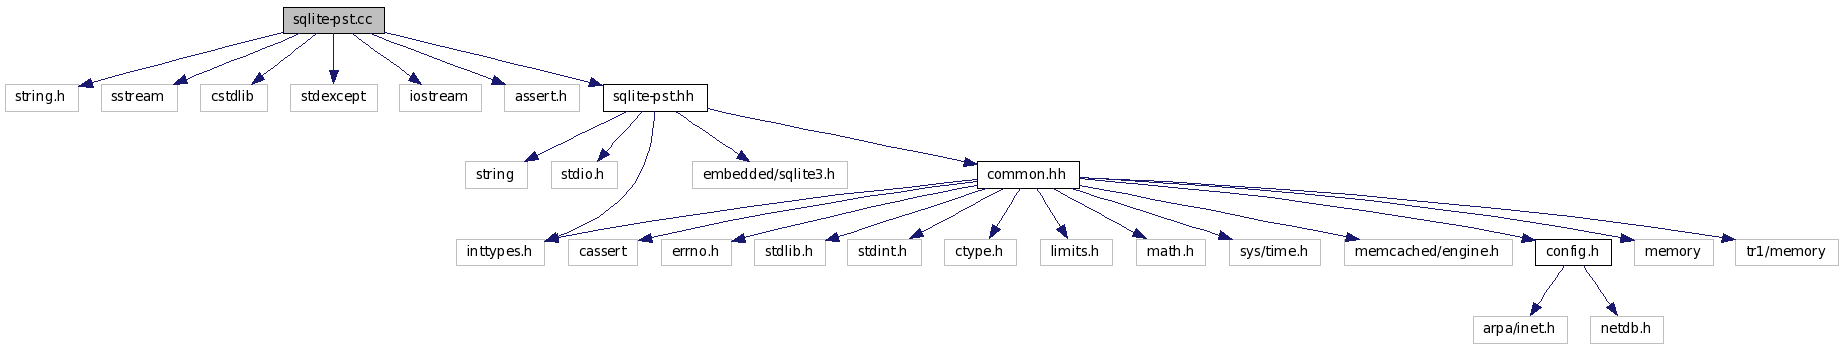 sqlite-pst.cc
string.h
sstream
cstdlib
stdexcept
iostream
assert.h
sqlite-pst.hh
string
stdio.h
embedded/sqlite3.h
common.hh
inttypes.h
cassert
errno.h
stdlib.h
stdint.h
ctype.h
limits.h
math.h
sys/time.h
memcached/engine.h
config.h
memory
tr1/memory
arpa/inet.h
netdb.h